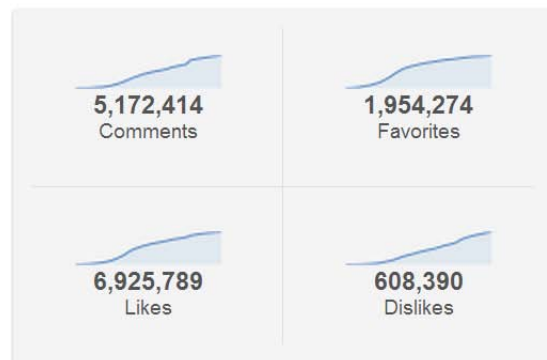 5,172,414
Comments
1,954,274
Favorites
6,925,789
Likes
608,390
Dislikes